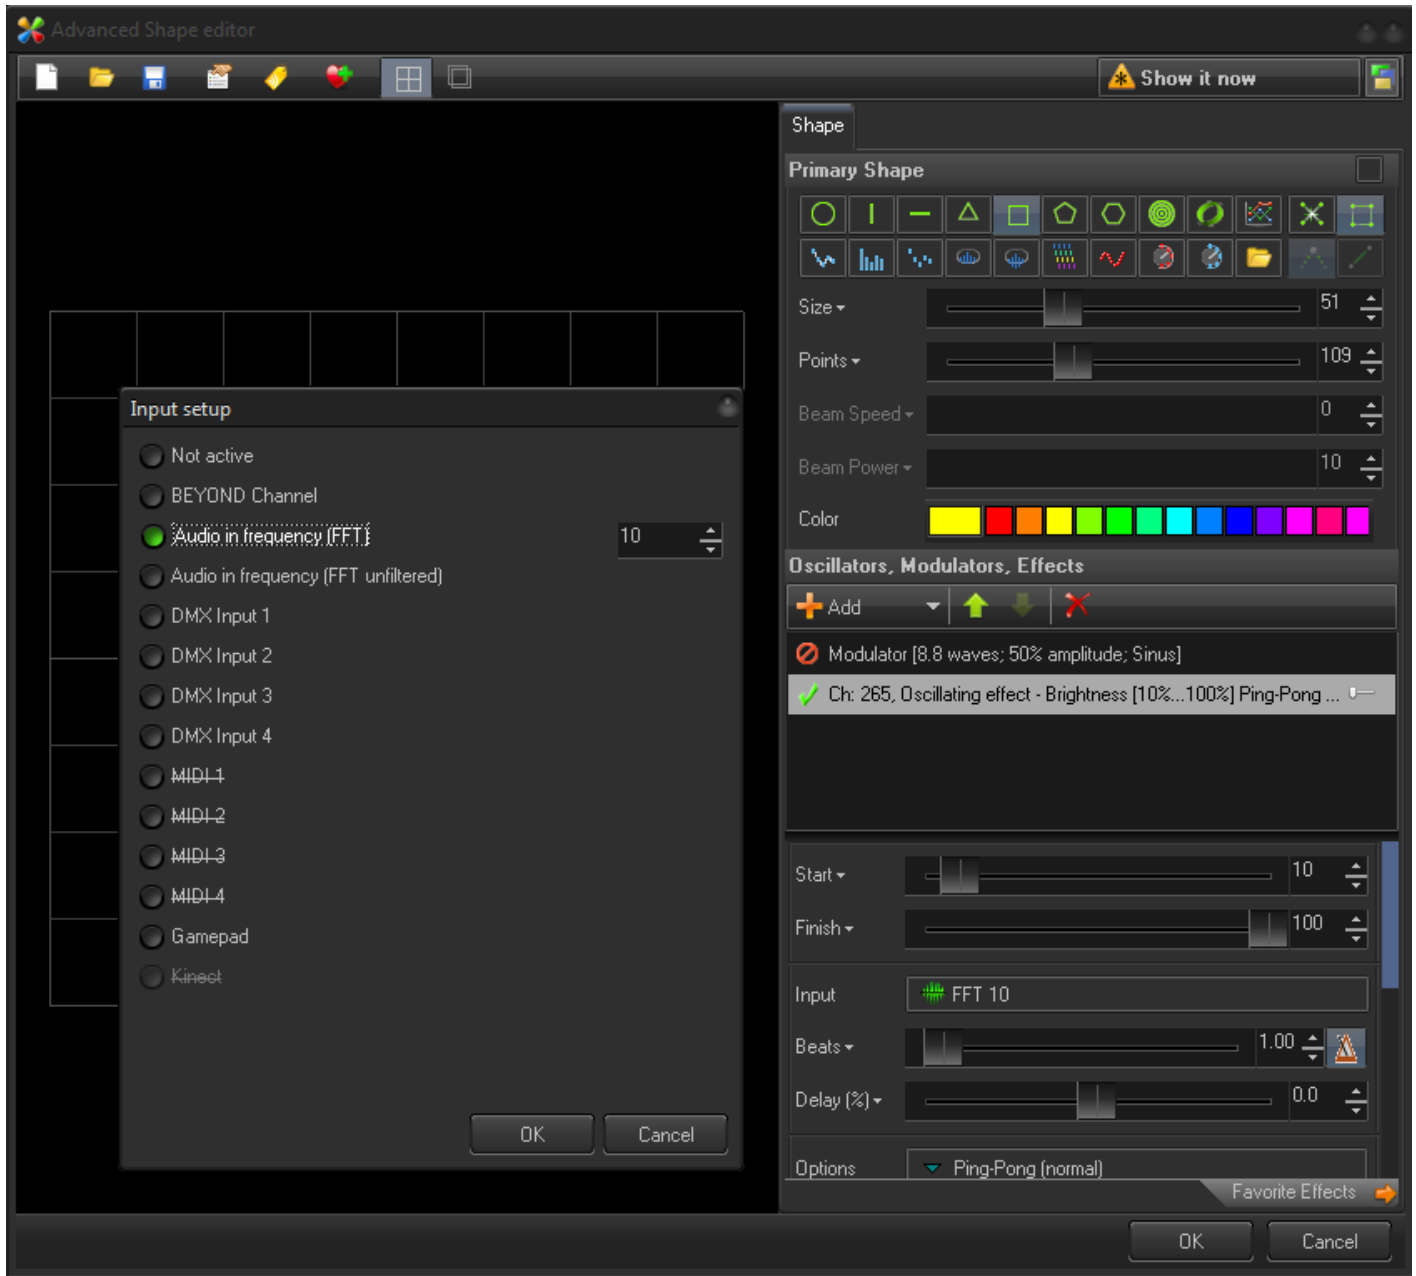 Advanced Shape editor
Show it now
Shape
Primary Shape
Size
51
Points
109
Beam Speed
0
Beam Power
10
Color
Oscillators, Modulators, Effects
Add
Modulator [8.8 waves; 50% amplitude; Sinus]
Ch: 265, Oscillating effect - Brightness [10%...100%] Ping-Pong ...
Start
10
Finish
100
Input
FFT 10
Beats
1.00
Delay (%)
0.0
Options
Ping-Pong (normal)
Favorite Effects
OK
Cancel
Input setup
Not active
BEYOND Channel
Audio in frequency (FFT)
10
Audio in frequency (FFT unfiltered)
DMX Input 1
DMX Input 2
DMX Input 3
DMX Input 4
MIDI 1
MIDI 2
MIDI 3
MIDI 4
Gamepad
Kinect
OK
Cancel